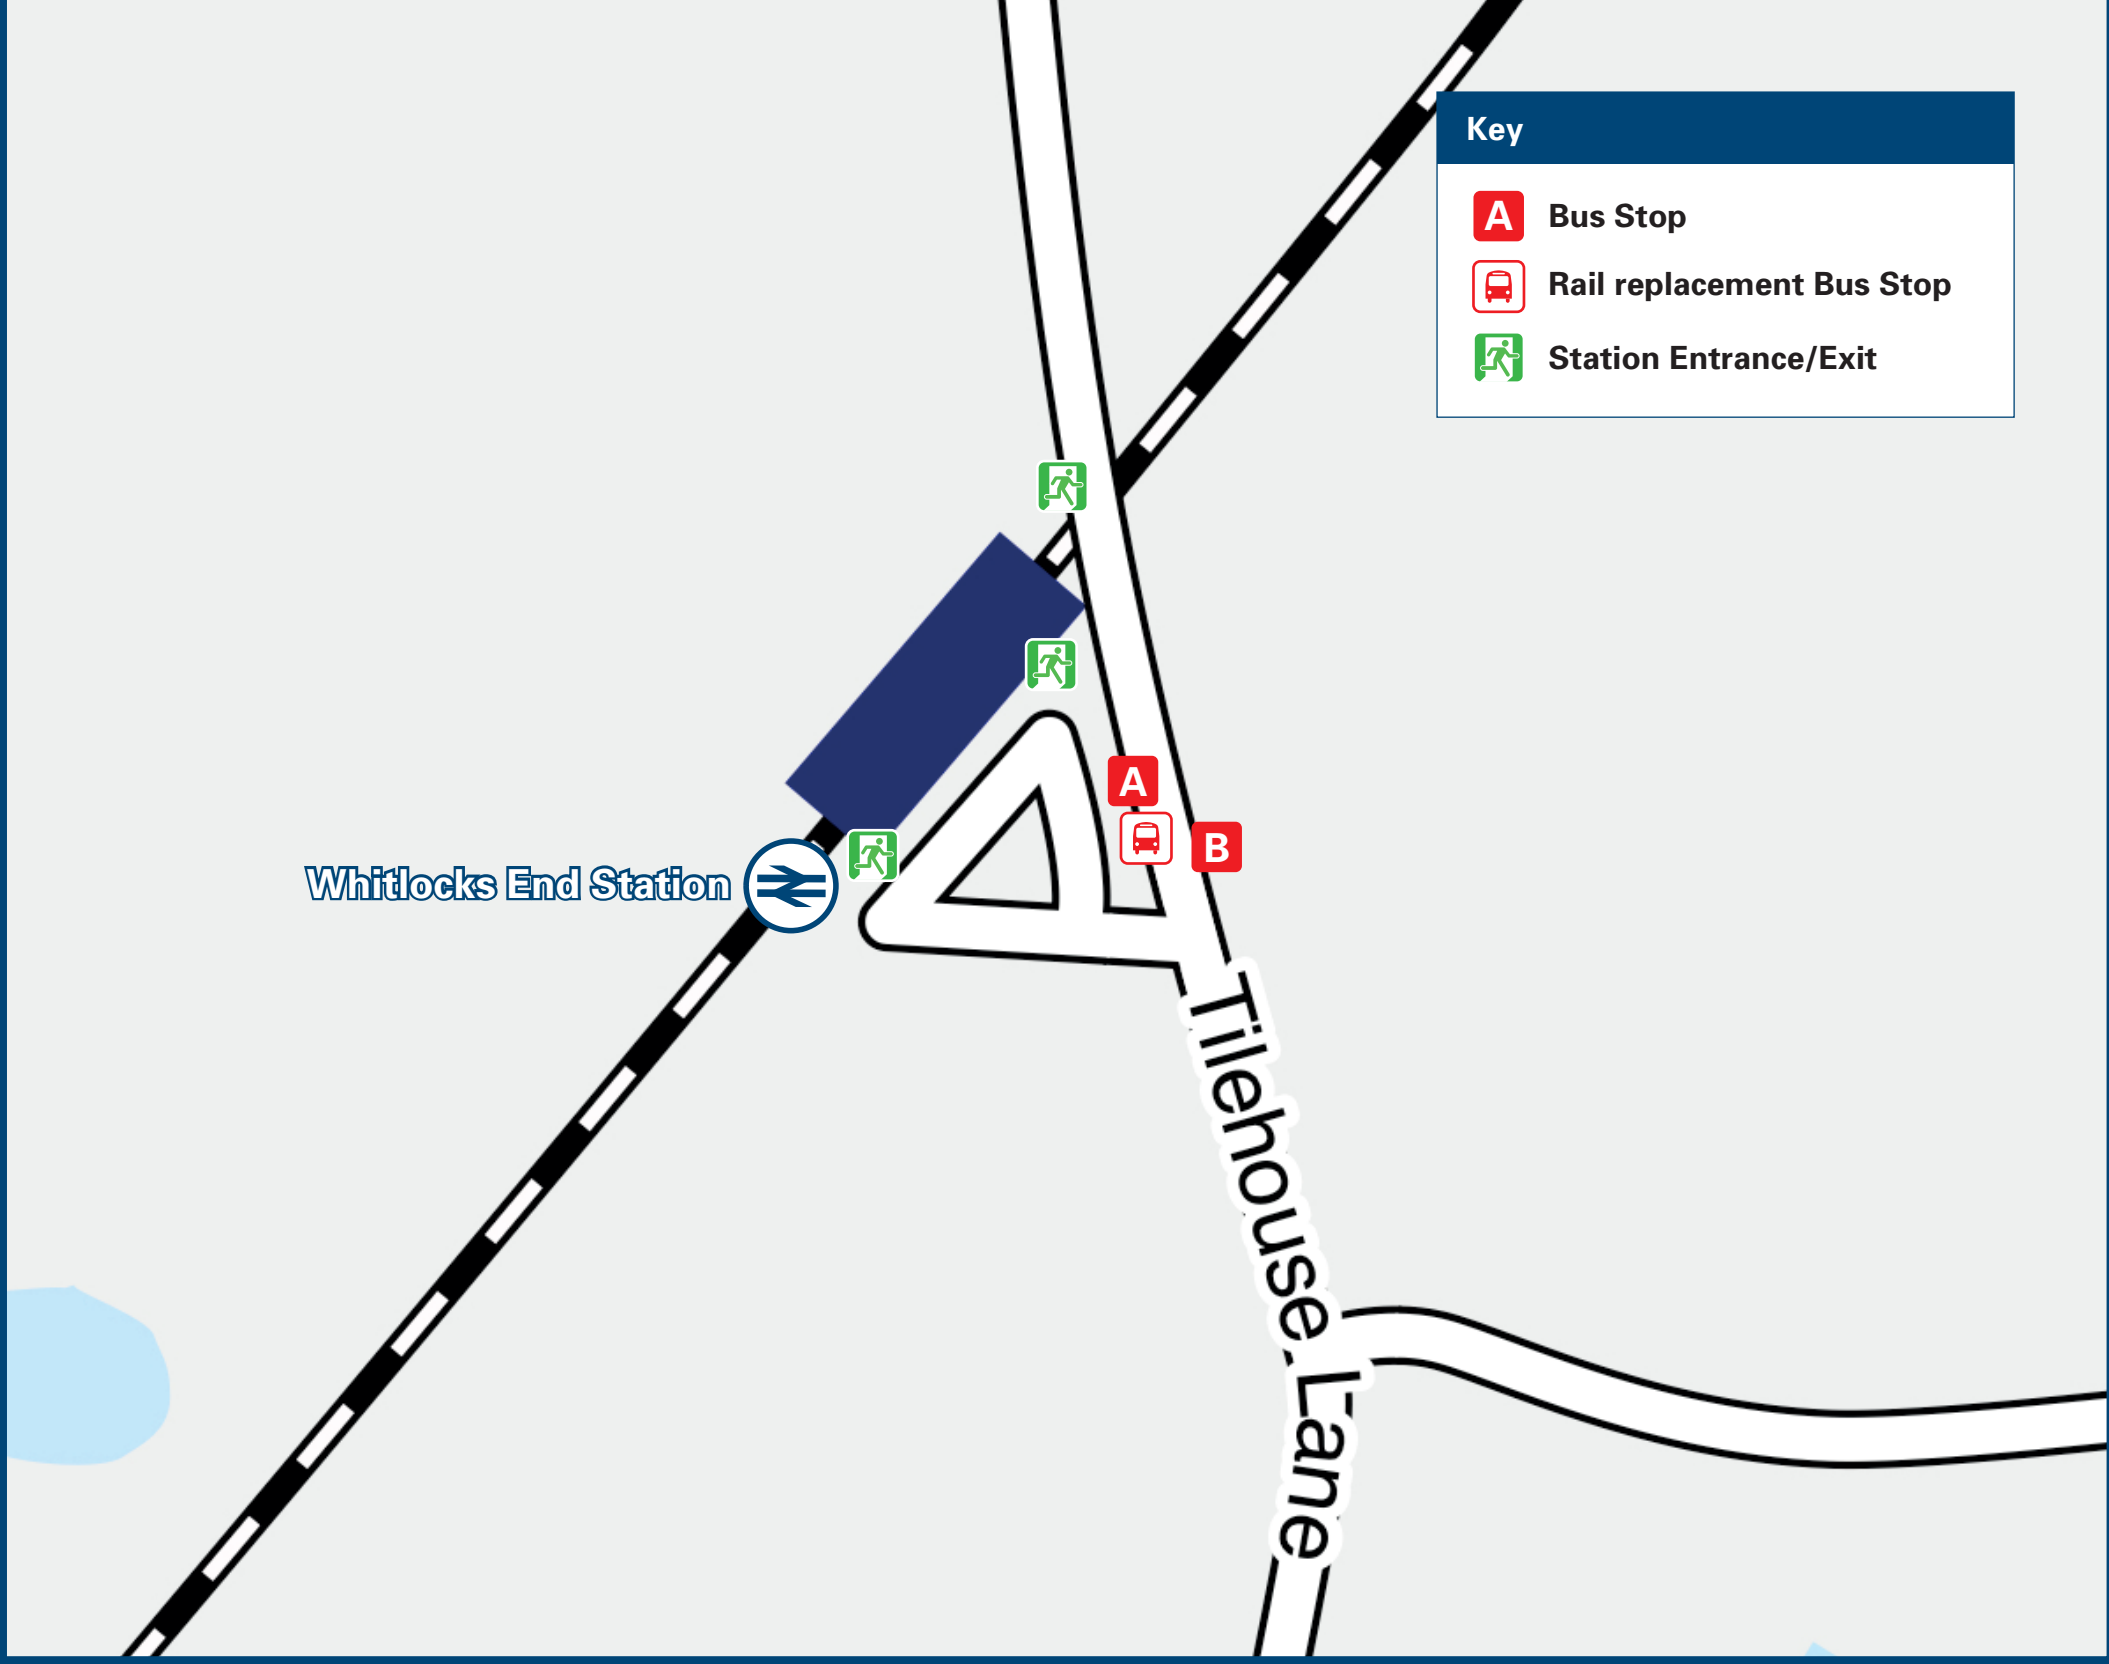 Key
A Bus Stop
Rail replacement Bus Stop
Station Entrance/Exit
A
B
Whitlocks End Station
Tilehouse Lane